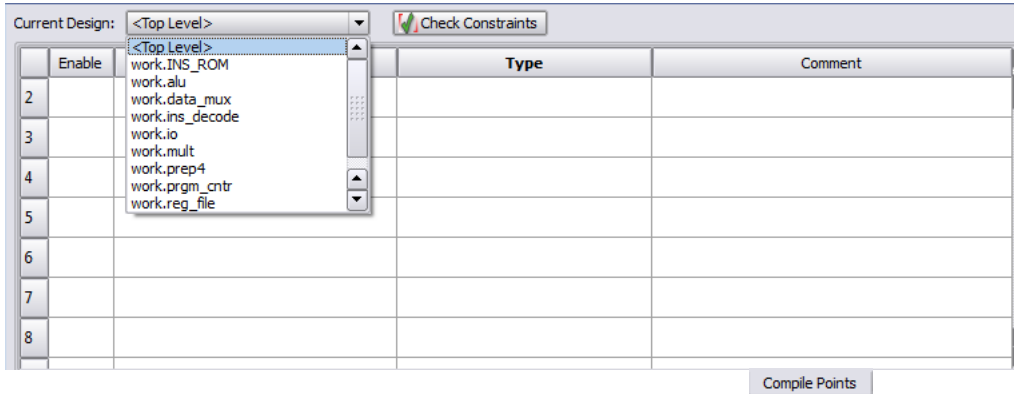 Current Design: <Top Level> Check Constraints
Enable Type Comment
<Top Level>
work.INS_ROM
work.alu
work.data_mux
work.ins_decode
work.io
work.mult
work.prep4
work.prgm_cntr
work.reg_file
2
3
4
5
6
7
8
Compile Points